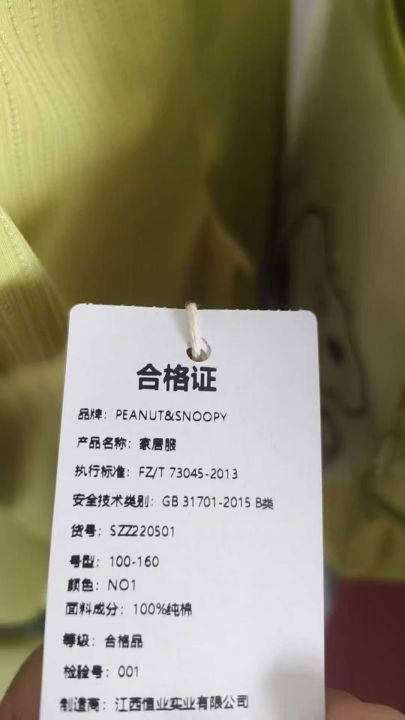 合格证
品牌: PEANUT&SNOOPY
产品名称: 家居服
执行标准: FZ/T 73045-2013
安全技术类别: GB 31701-2015 B类
货号: SZZ220501
号型: 100-160
颜色: NO1
面料成分: 100%纯棉
等级: 合格品
检验号: 001
制造商: 江西恒业实业有限公司